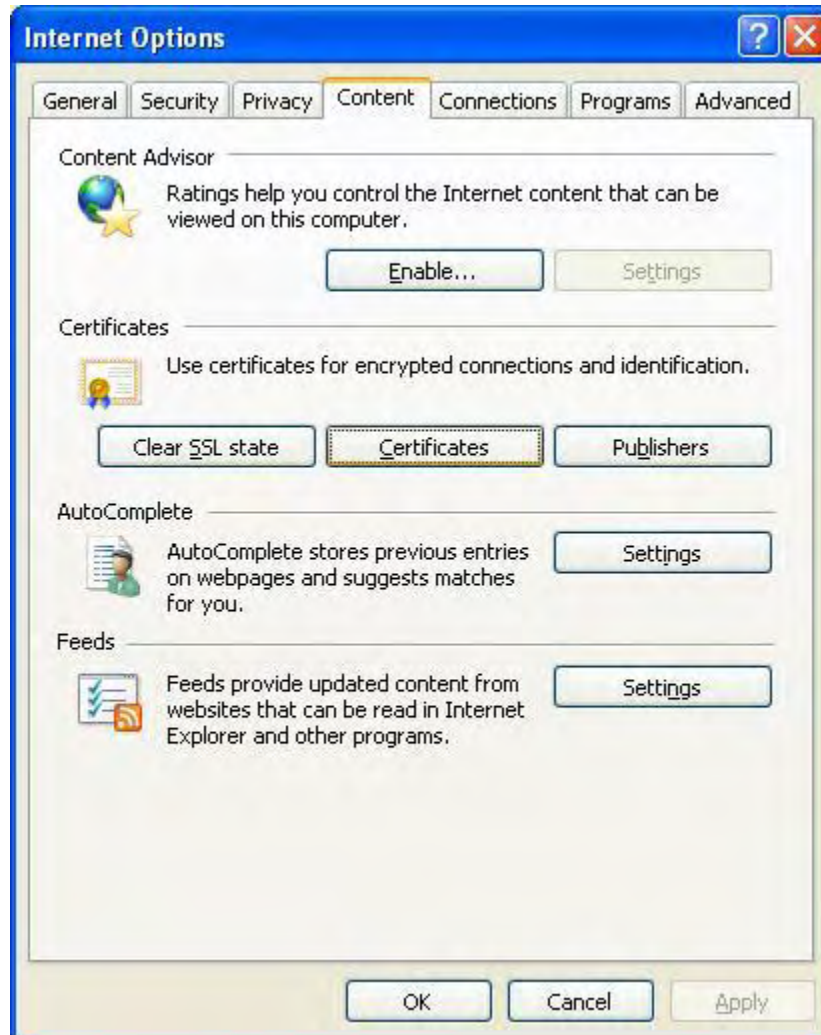 Internet Options
General Security Privacy Content Connections Programs Advanced
Content Advisor
Ratings help you control the Internet content that can be
viewed on this computer.
Enable... Settings
Certificates
Use certificates for encrypted connections and identification.
Clear SSL state Certificates Publishers
AutoComplete
AutoComplete stores previous entries
on webpages and suggests matches
for you.
Settings
Feeds
Feeds provide updated content from
websites that can be read in Internet
Explorer and other programs.
Settings
OK Cancel Apply